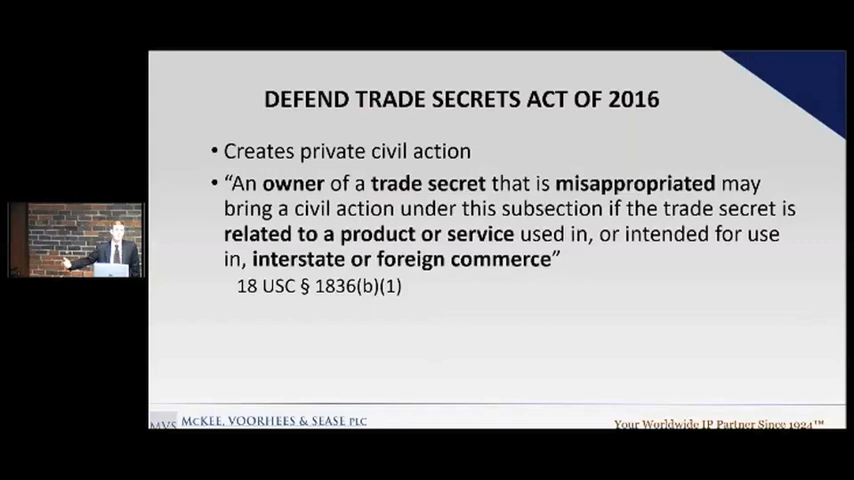 DEFEND TRADE SECRETS ACT OF 2016
• Creates private civil action
• “An owner of a trade secret that is misappropriated may
bring a civil action under this subsection if the trade secret is
related to a product or service used in, or intended for use
in, interstate or foreign commerce”
18 USC § 1836(b)(1)
MVS McKEE, VOORHEES & SEASE PLC
Your Worldwide IP Partner Since 1924™